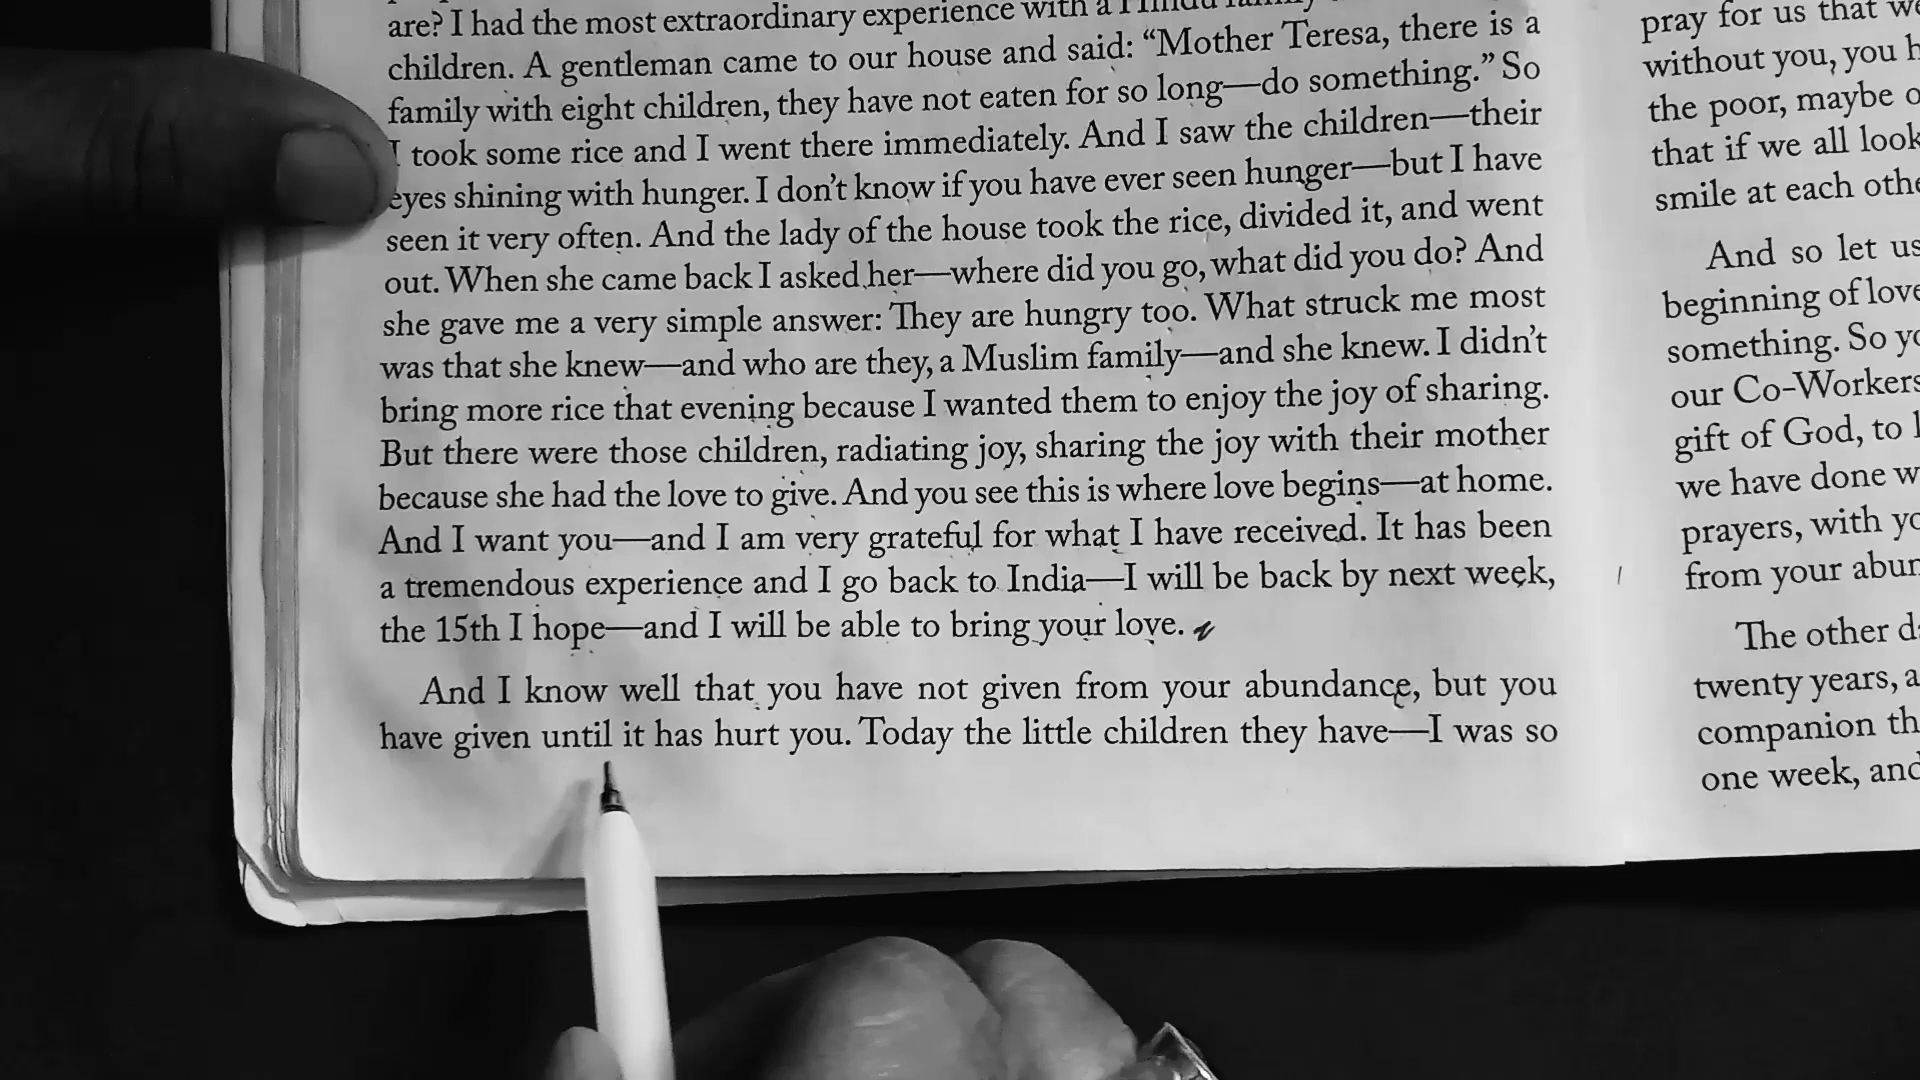 are? I had the most extraordinary experience with a Hindu family
children. A gentleman came to our house and said: “Mother Teresa, there is a
family with eight children, they have not eaten for so long—do something.” So
I took some rice and I went there immediately. And I saw the children—their
eyes shining with hunger. I don’t know if you have ever seen hunger—but I have
seen it very often. And the lady of the house took the rice, divided it, and went
out. When she came back I asked her—where did you go, what did you do? And
she gave me a very simple answer: They are hungry too. What struck me most
was that she knew—and who are they, a Muslim family—and she knew. I didn’t
bring more rice that evening because I wanted them to enjoy the joy of sharing.
But there were those children, radiating joy, sharing the joy with their mother
because she had the love to give. And you see this is where love begins—at home.
And I want you—and I am very grateful for what I have received. It has been
a tremendous experience and I go back to India—I will be back by next week,
the 15th I hope—and I will be able to bring your love.
And I know well that you have not given from your abundance, but you
have given until it has hurt you. Today the little children they have—I was so
pray for us that we
without you, you
the poor, maybe
that if we all look
smile at each
And so let us
beginning of love
something. So
our Co-Workers
gift of God, to
we have done
prayers, with
from your
The other
twenty years,
companion
one week, and